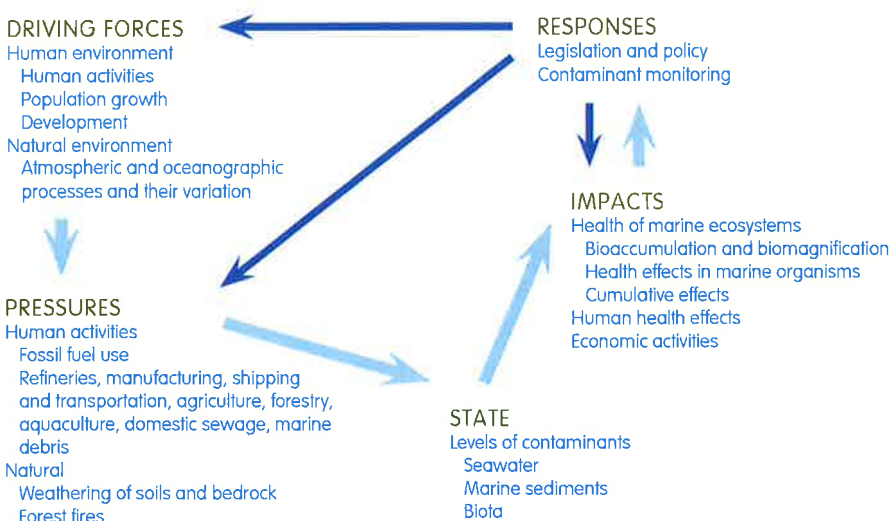 DRIVING FORCES
Human environment
Human activities
Population growth
Development
Natural environment
Atmospheric and oceanographic
processes and their variation
RESPONSES
Legislation and policy
Contaminant monitoring
IMPACTS
Health of marine ecosystems
Bioaccumulation and biomagnification
Health effects in marine organisms
Cumulative effects
Human health effects
Economic activities
PRESSURES
Human activities
Fossil fuel use
Refineries, manufacturing, shipping
and transportation, agriculture, forestry,
aquaculture, domestic sewage, marine
debris
Natural
Weathering of soils and bedrock
Forest fires
STATE
Levels of contaminants
Seawater
Marine sediments
Biota